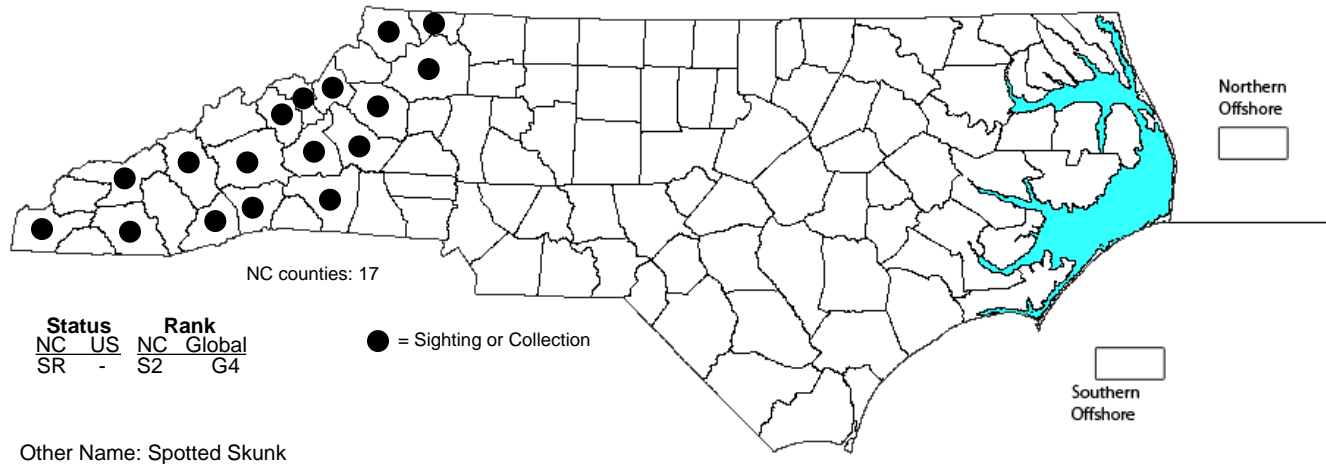 Northern
Offshore
NC counties: 17
Status Rank
NC US NC Global
SR - S2 G4
= Sighting or Collection
Southern
Offshore
Other Name: Spotted Skunk